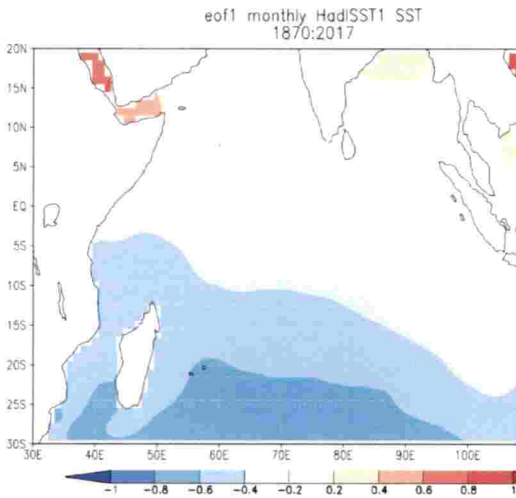 eof1 monthly HadISST1 SST
1870:2017
20N
15N
10N
5N
EQ
5S
10S
15S
20S
25S
30S
30E 40E 50E 60E 70E 80E 90E 100E
-1 -0.8 -0.6 -0.4 -0.2 0.2 0.4 0.6 0.8 1